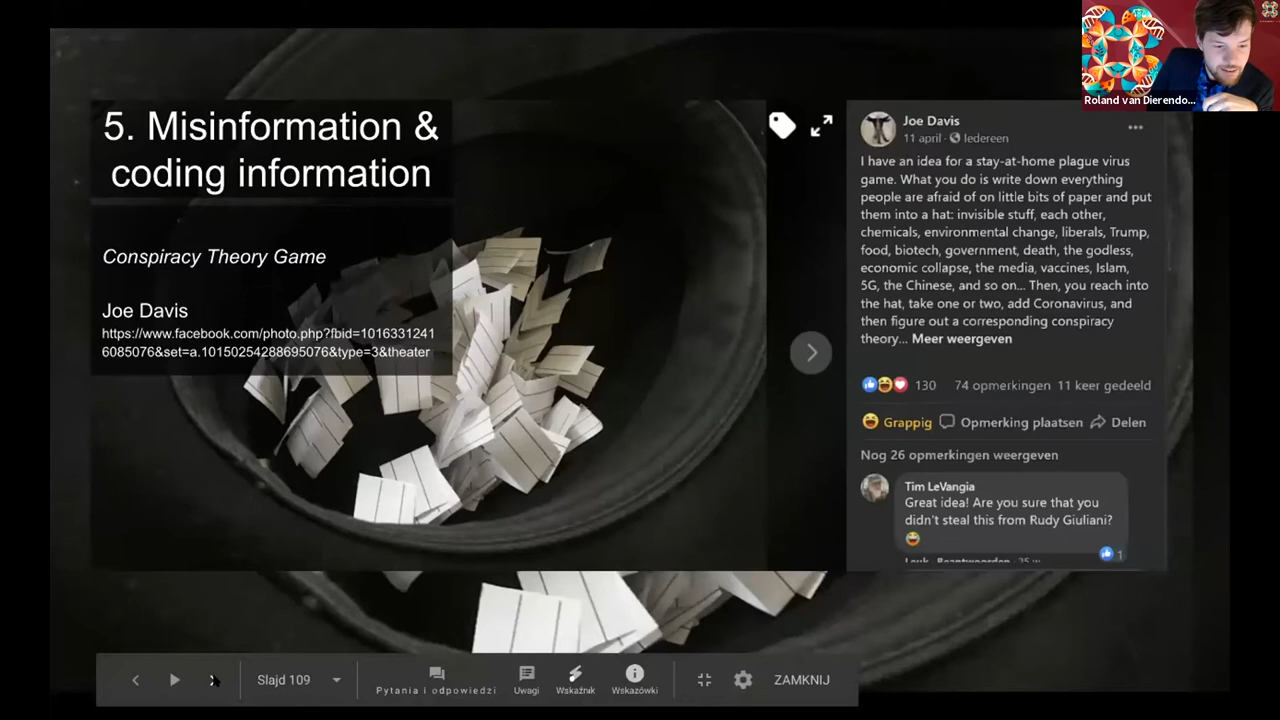 5. Misinformation &
coding information
Conspiracy Theory Game
Joe Davis
https://www.facebook.com/photo.php?fbid=1016331241
6085076&set=a.10150254288695076&type=3&theater
Joe Davis
11 april · Iedereen
I have an idea for a stay-at-home plague virus
game. What you do is write down everything
people are afraid of on little bits of paper and put
them into a hat: invisible stuff, each other,
chemicals, environmental change, liberals, Trump,
food, biotech, government, death, the godless,
economic collapse, the media, vaccines, Islam,
5G, the Chinese, and so on... Then, you reach into
the hat, take one or two, add Coronavirus, and
then figure out a corresponding conspiracy
theory... Meer weergeven
130 74 opmerkingen 11 keer gedeeld
Grappig Opmerking plaatsen Delen
Nog 26 opmerkingen weergeven
Tim LeVangia
Great idea! Are you sure that you
didn't steal this from Rudy Giuliani?
1
Leuk · Beantwoorden · 35 w
Roland van Dierendo...
Slajd 109
Pytania i odpowiedzi
Uwagi
Wskaźnik
Wskazówki
ZAMKNIJ